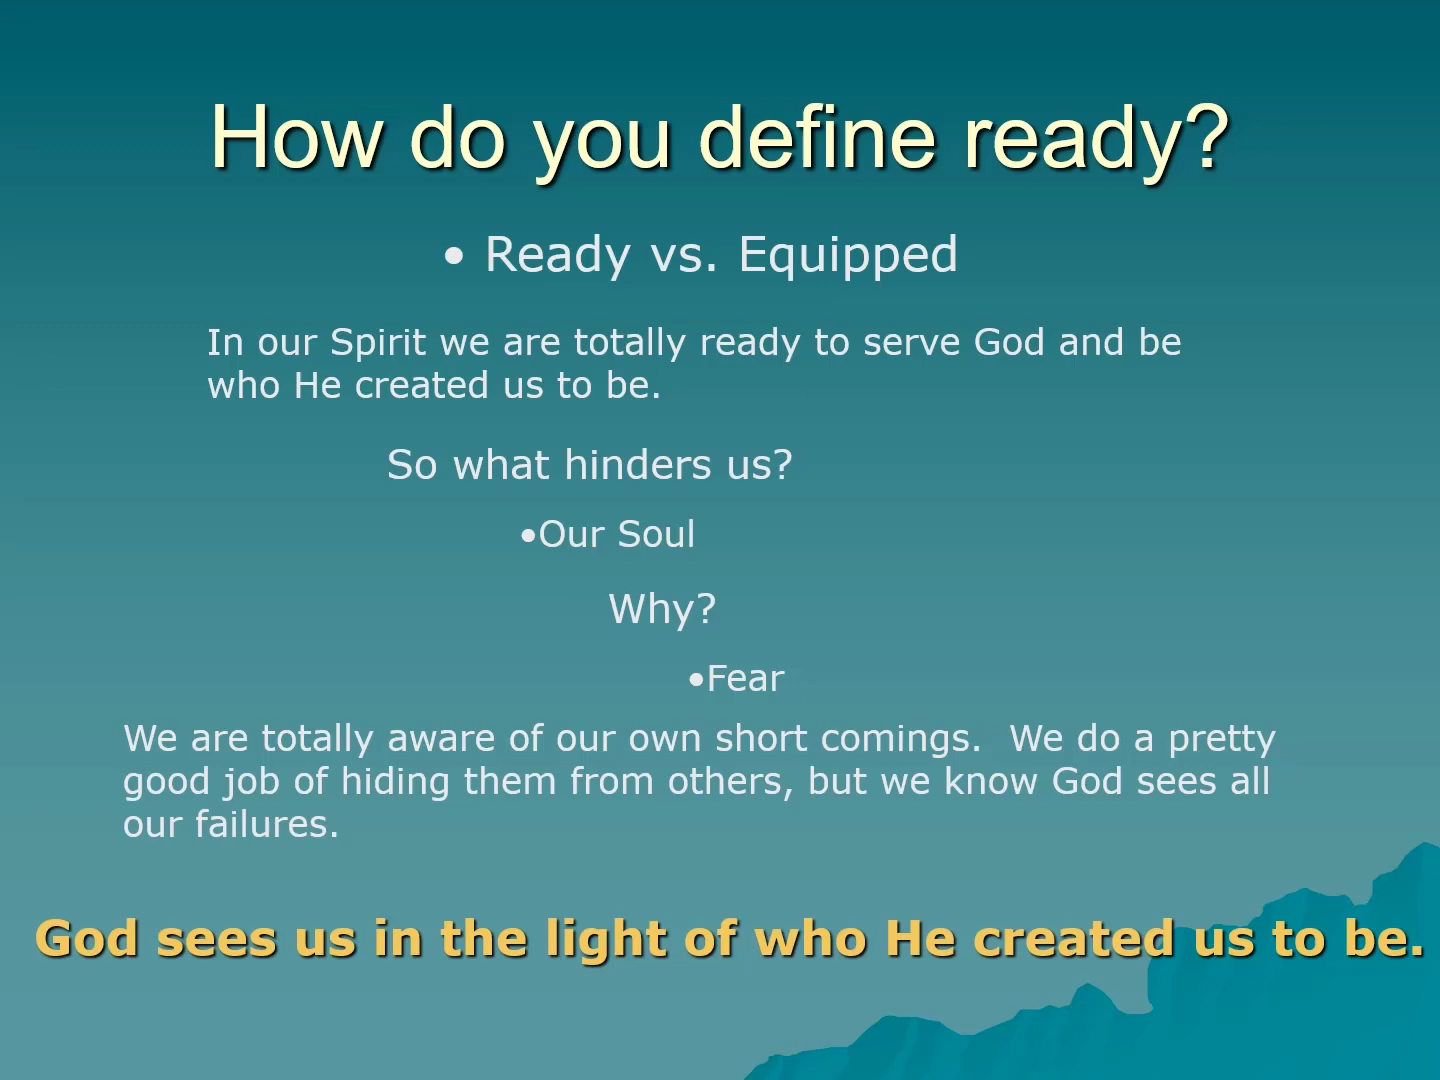 How do you define ready?
• Ready vs. Equipped
In our Spirit we are totally ready to serve God and be
who He created us to be.
So what hinders us?
•Our Soul
Why?
•Fear
We are totally aware of our own short comings.  We do a pretty
good job of hiding them from others, but we know God sees all
our failures.
God sees us in the light of who He created us to be.